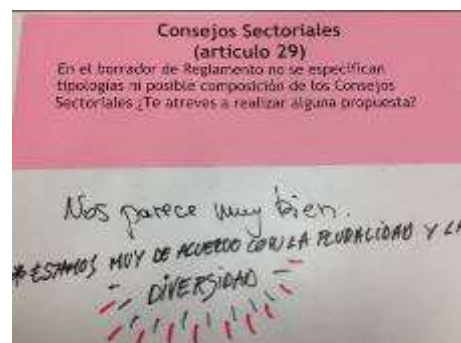 Consejos Sectoriales
(artículo 29)
En el borrador de Reglamento no se especifican
tipologías ni posible composición de los Consejos
Sectoriales ¿Te atreves a realizar alguna propuesta?
Nos parece muy bien.
* ESTAMOS MUY DE ACUERDO CON LA PLURALIDAD Y LA
DIVERSIDAD